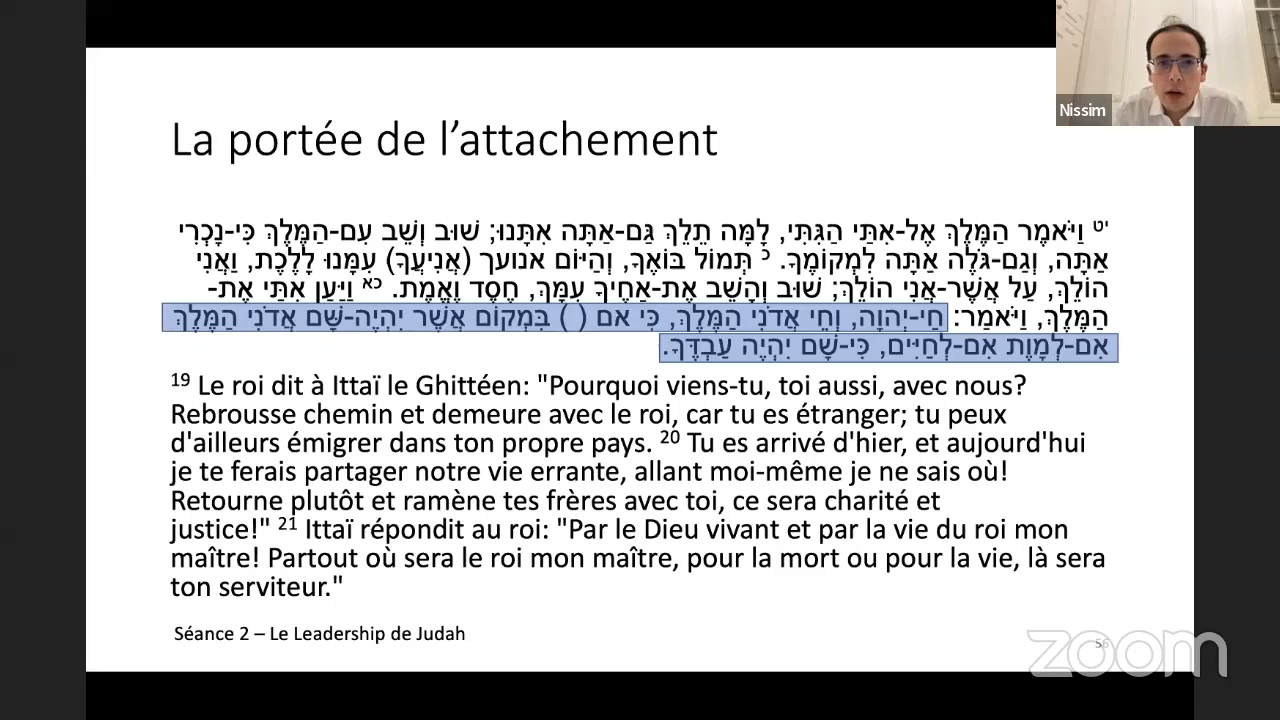 Nissim
La portée de l’attachement
יט וַיֹּאמֶר הַמֶּלֶךְ אֶל-אִתַּי הַגִּתִּי, לָמָּה תֵלֵךְ גַּם-אַתָּה אִתָּנוּ; שׁוּב וְשֵׁב עִם-הַמֶּלֶךְ כִּי-נָכְרִי
אַתָּה, וְגַם-גֹּלֶה אַתָּה לִמְקוֹמֶךָ. כ תְּמוֹל בּוֹאֶךָ, וְהַיּוֹם אנועך (אֲנִיעֲךָ) עִמָּנוּ לָלֶכֶת, וַאֲנִי
הוֹלֵךְ, עַל אֲשֶׁר-אֲנִי הוֹלֵךְ; שׁוּב וְהָשֵׁב אֶת-אַחֶיךָ עִמָּךְ, חֶסֶד וֶאֱמֶת. כא וַיַּעַן אִתַּי אֶת-
הַמֶּלֶךְ, וַיֹּאמַר: חַי-יְהוָה, וְחֵי אֲדֹנִי הַמֶּלֶךְ, כִּי אם ( ) בִּמְקוֹם אֲשֶׁר יִהְיֶה-שָּׁם אֲדֹנִי הַמֶּלֶךְ
אִם-לְמָוֶת אִם-לְחַיִּים, כִּי-שָׁם יִהְיֶה עַבְדֶּךָ.
19 Le roi dit à Ittaï le Ghittéen: "Pourquoi viens-tu, toi aussi, avec nous?
Rebrousse chemin et demeure avec le roi, car tu es étranger; tu peux
d'ailleurs émigrer dans ton propre pays. 20 Tu es arrivé d'hier, et aujourd'hui
je te ferais partager notre vie errante, allant moi-même je ne sais où!
Retourne plutôt et ramène tes frères avec toi, ce sera charité et
justice!" 21 Ittaï répondit au roi: "Par le Dieu vivant et par la vie du roi mon
maître! Partout où sera le roi mon maître, pour la mort ou pour la vie, là sera
ton serviteur."
Séance 2 – Le Leadership de Judah
56
zoom